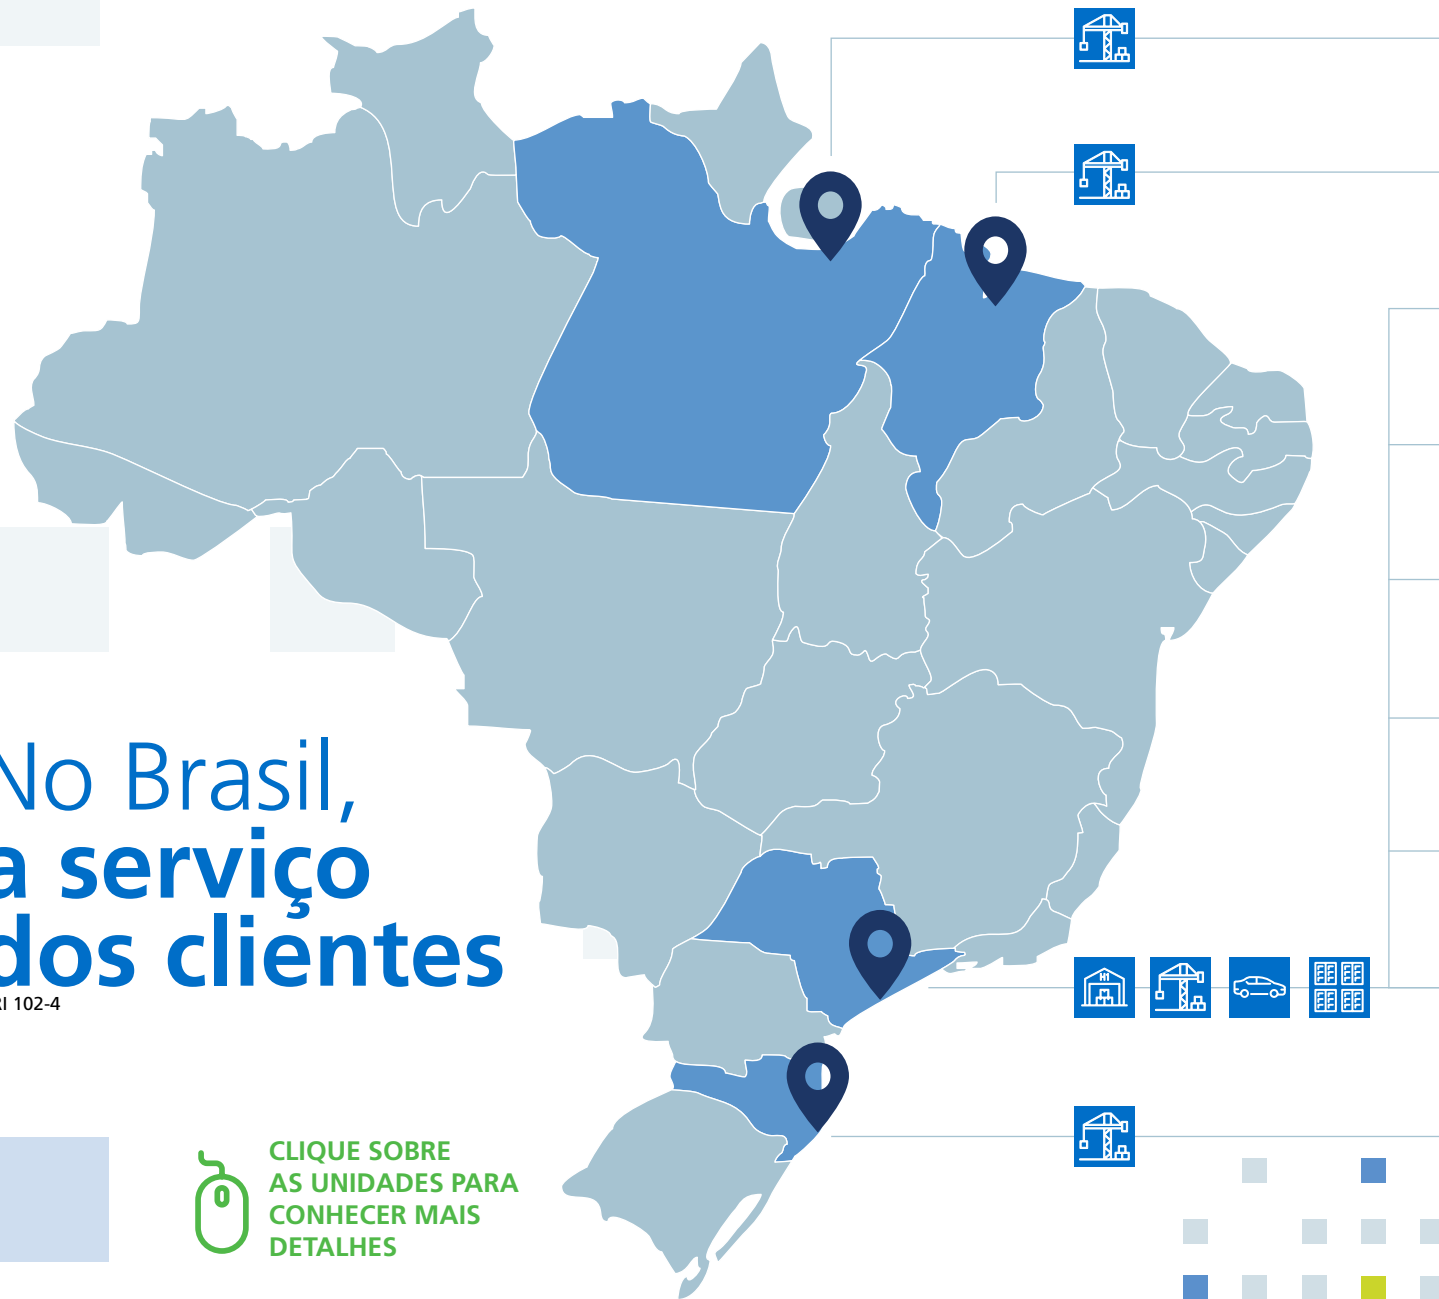 No Brasil,
a serviço
dos clientes
RI 102-4
CLIQUE SOBRE
AS UNIDADES PARA
CONHECER MAIS
DETALHES